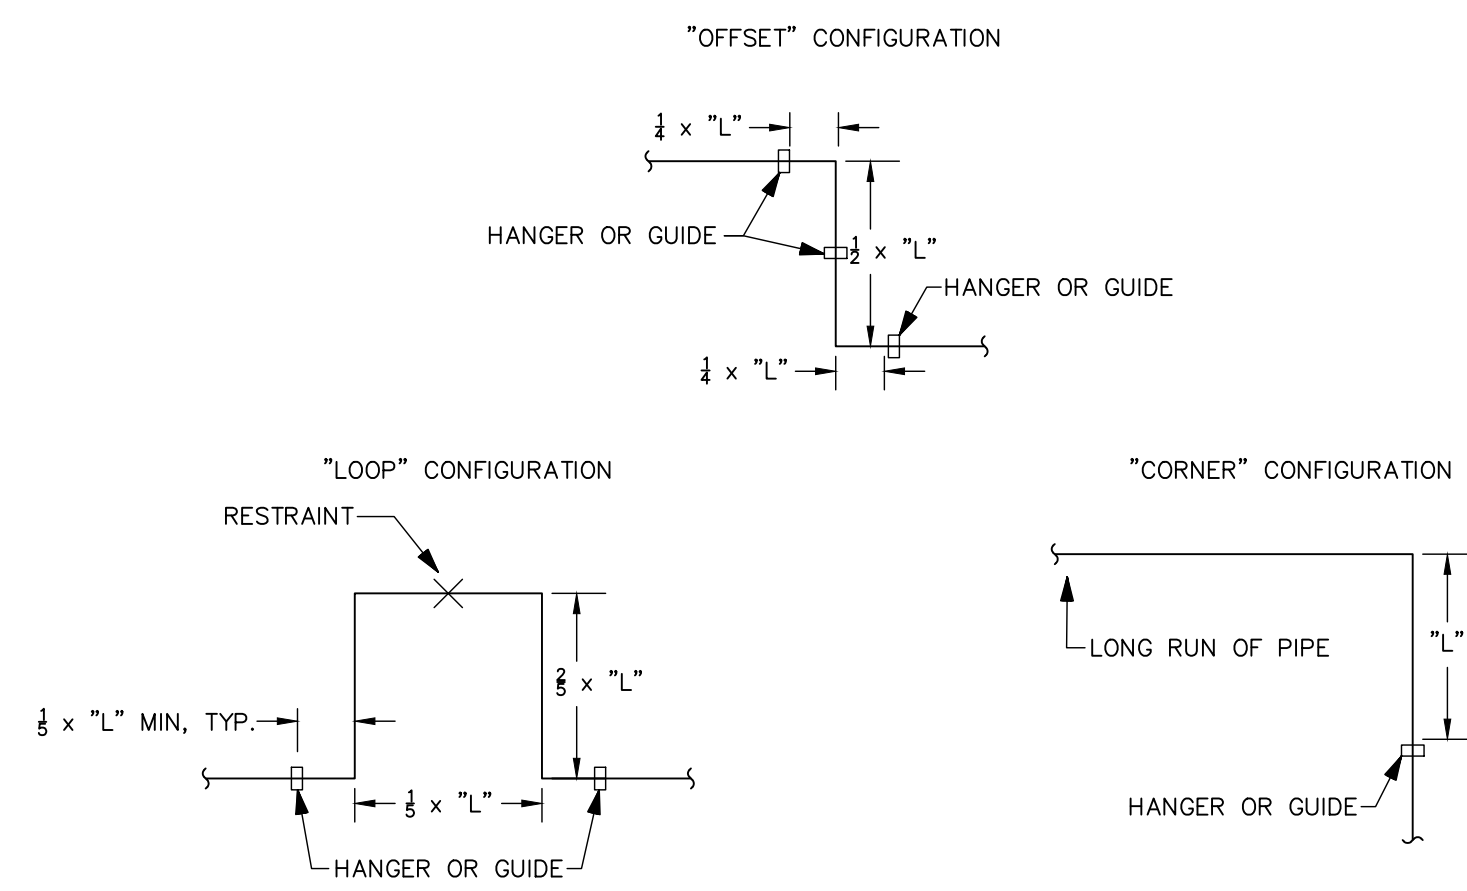 ”OFFSET” CONFIGURATION
1/4 x ”L”
HANGER OR GUIDE
1/2 x ”L”
HANGER OR GUIDE
1/4 x ”L”
”LOOP” CONFIGURATION
RESTRAINT
2/5 x ”L”
1/5 x ”L” MIN, TYP.
1/5 x ”L”
HANGER OR GUIDE
”CORNER” CONFIGURATION
LONG RUN OF PIPE
”L”
HANGER OR GUIDE